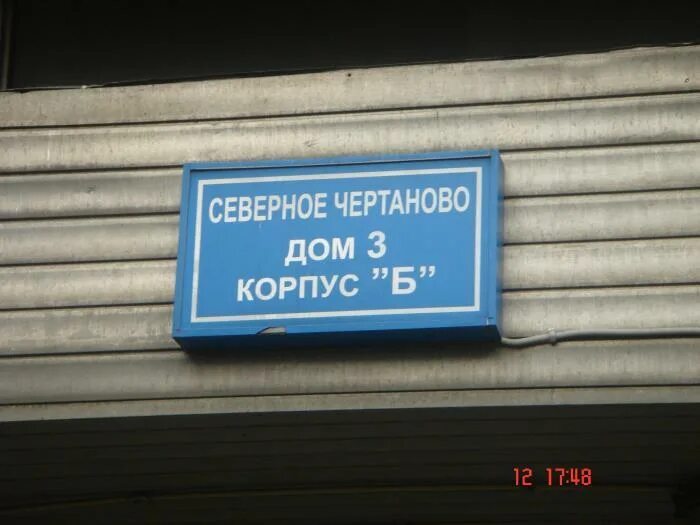 СЕВЕРНОЕ ЧЕРТАНОВО
ДОМ 3
КОРПУС ”Б”
12 17:48